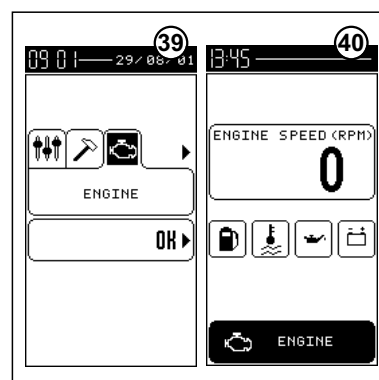 39
09 01 29/08/01
ENGINE
OK
40
13:45
ENGINE SPEED (RPM)
0
ENGINE